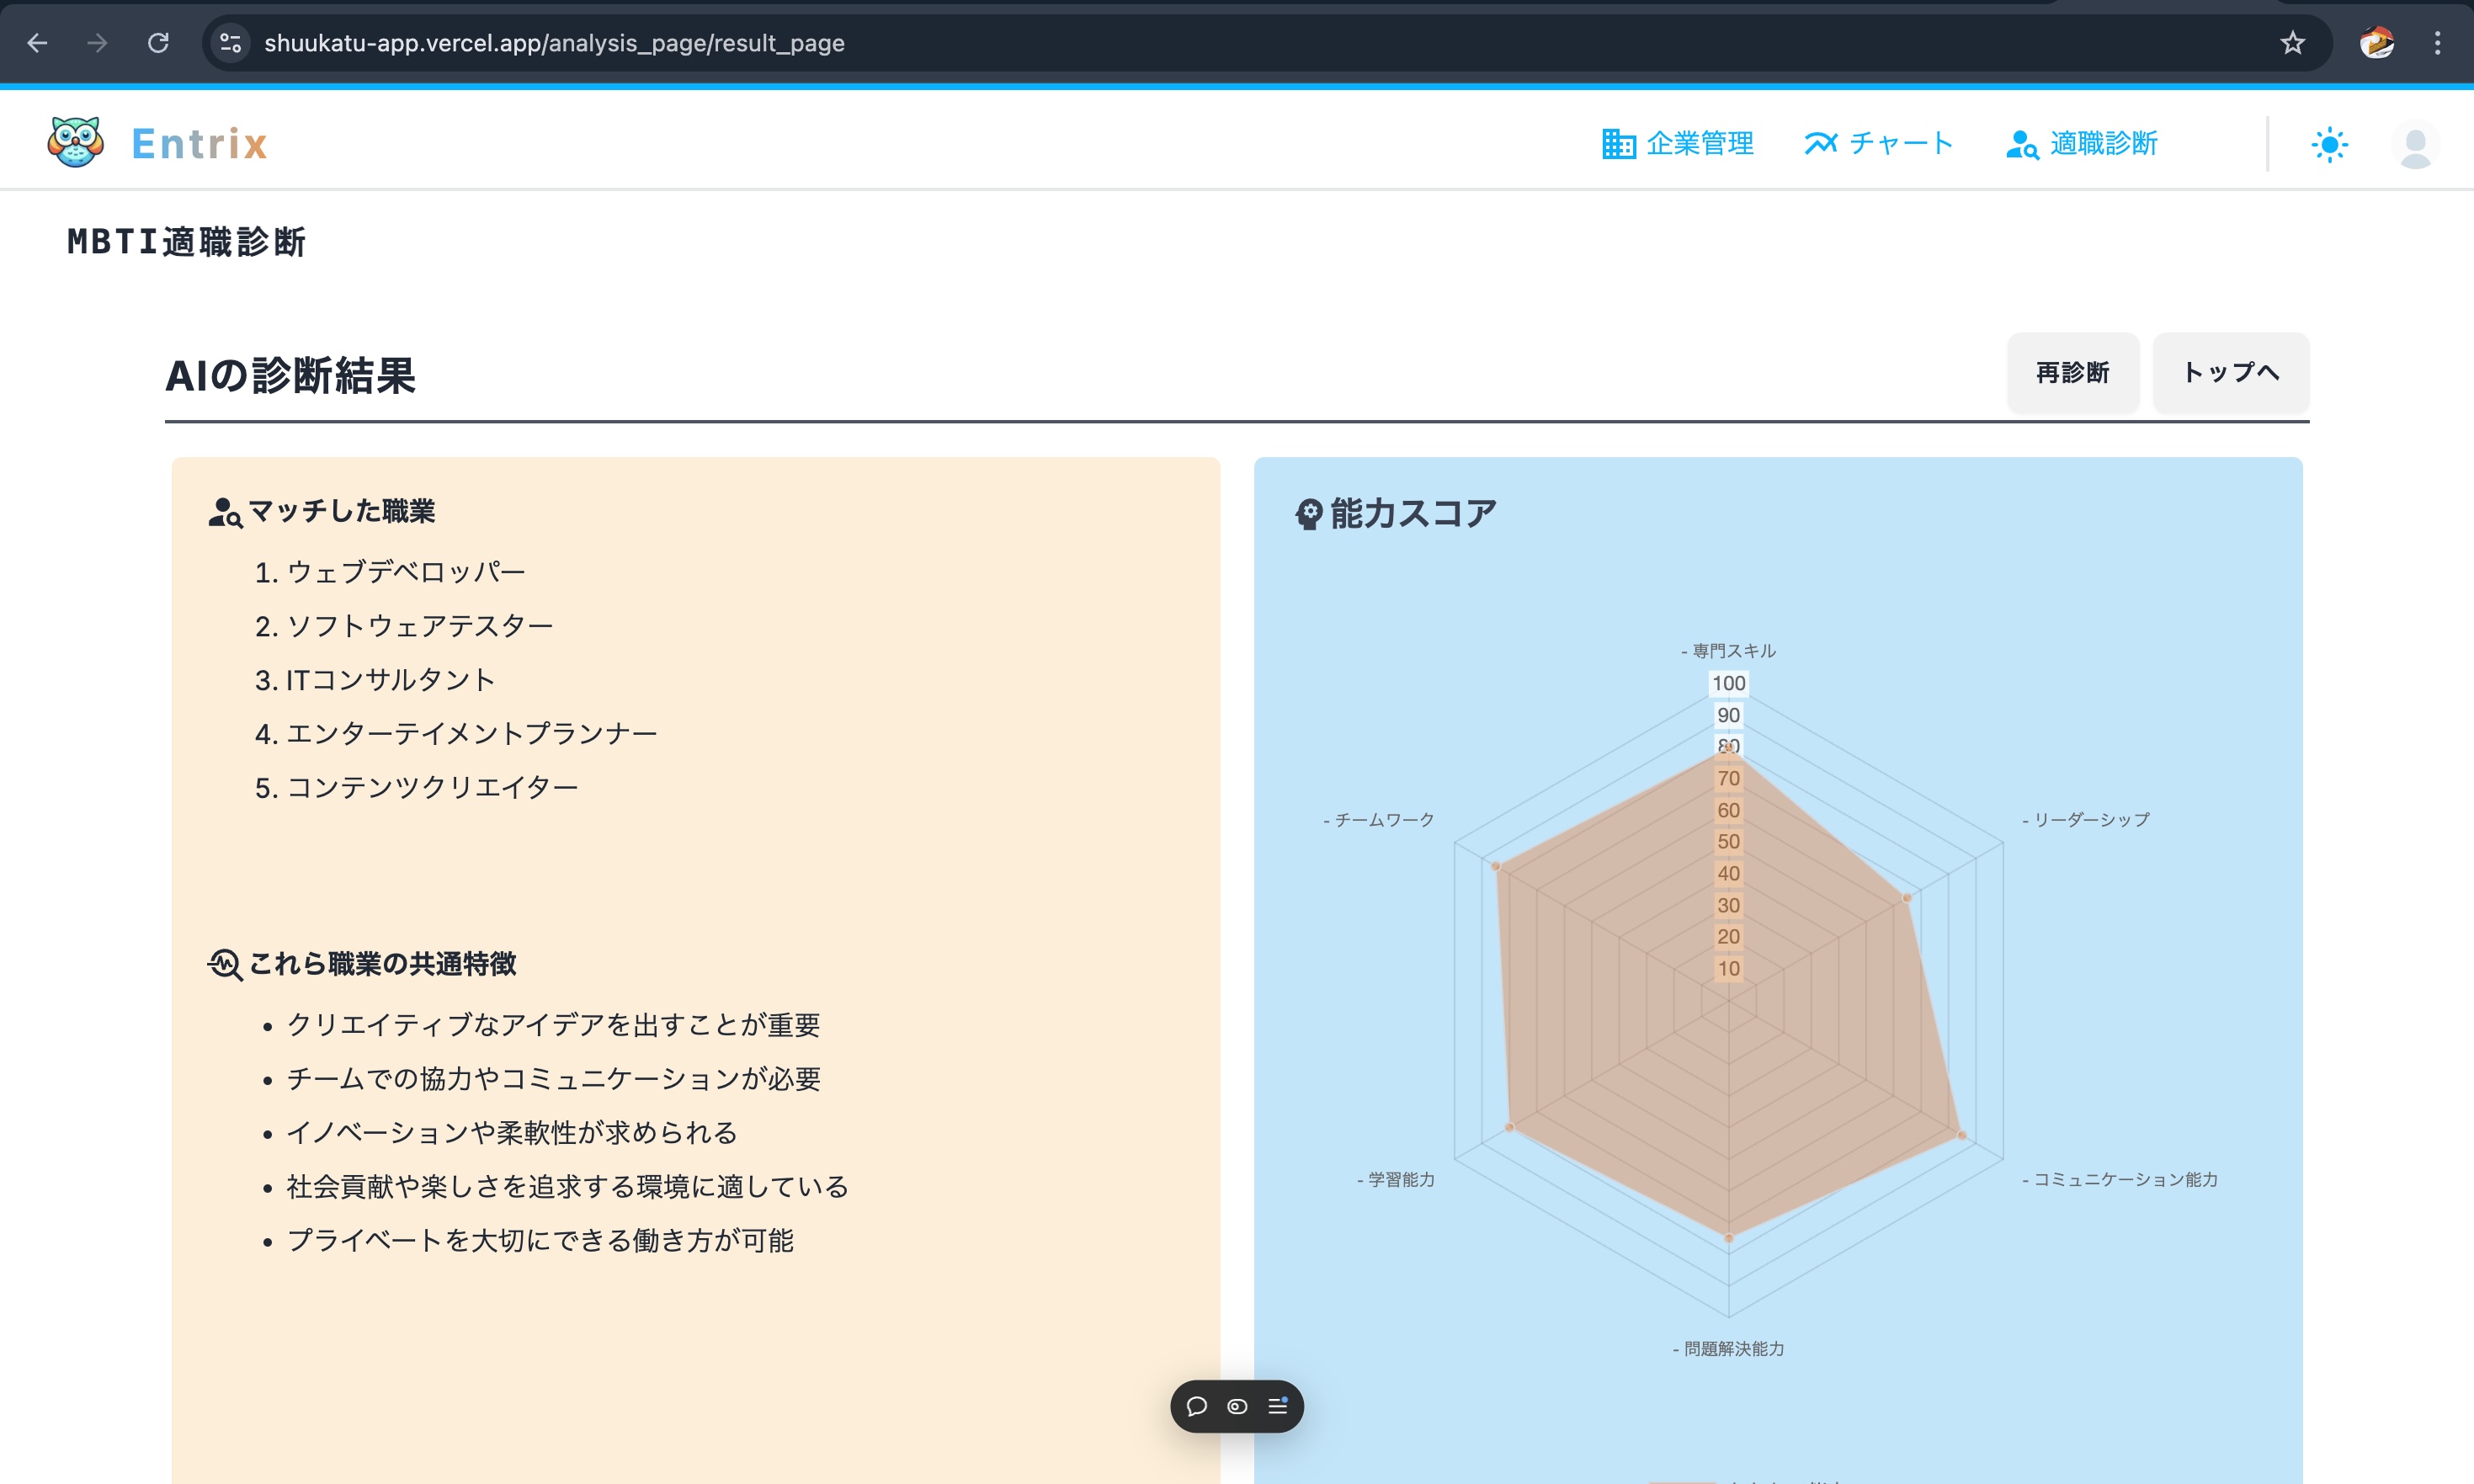 shuukatu-app.vercel.app/analysis_page/result_page
Entrix
企業管理
チャート
適職診断
MBTI適職診断
AIの診断結果
再診断
トップへ
マッチした職業
1. ウェブデベロッパー
2. ソフトウェアテスター
3. ITコンサルタント
4. エンターテイメントプランナー
5. コンテンツクリエイター
これら職業の共通特徴
• クリエイティブなアイデアを出すことが重要
• チームでの協力やコミュニケーションが必要
• イノベーションや柔軟性が求められる
• 社会貢献や楽しさを追求する環境に適している
• プライベートを大切にできる働き方が可能
能力スコア
- 専門スキル
100
90
80
70
60
50
40
30
20
10
- チームワーク
- リーダーシップ
- 学習能力
- コミュニケーション能力
- 問題解決能力